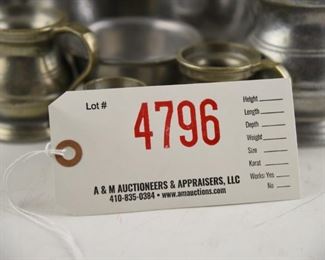 Lot #
4796
Height
Length
Depth
Weight
Size
Karat
Works: Yes
No
A & M AUCTIONEERS & APPRAISERS, LLC
410-835-0384 • www.amauctions.com